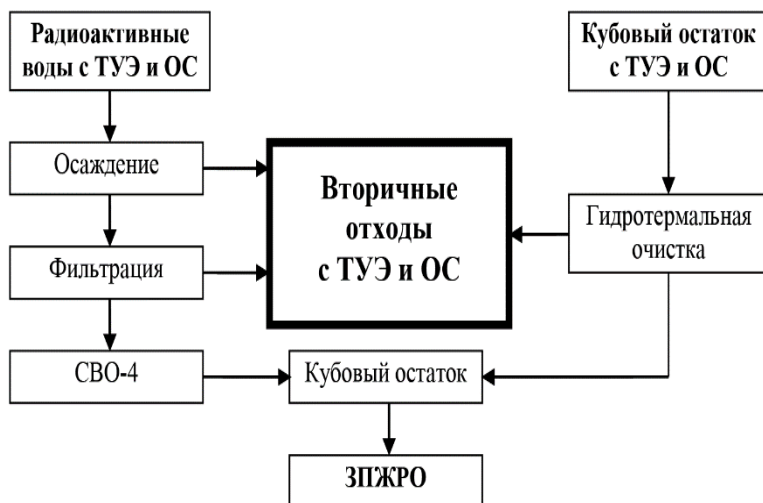 Радиоактивные
воды с ТУЭ и ОС
Кубовый остаток
с ТУЭ и ОС
Осаждение
Вторичные
отходы
с ТУЭ и ОС
Гидротермальная
очистка
Фильтрация
СВО-4
Кубовый остаток
ЗПЖРО